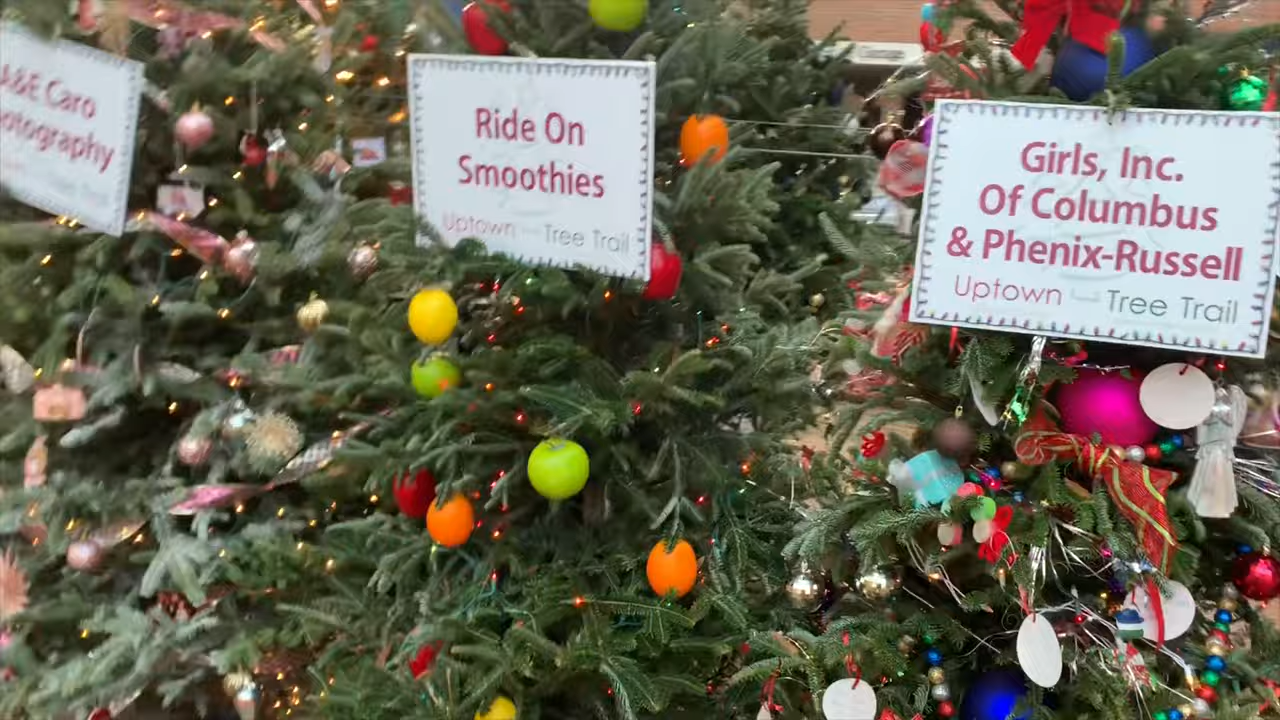 &E Caro
otography
Ride On
Smoothies
Uptown Tree Trail
Girls, Inc.
Of Columbus
& Phenix-Russell
Uptown Tree Trail